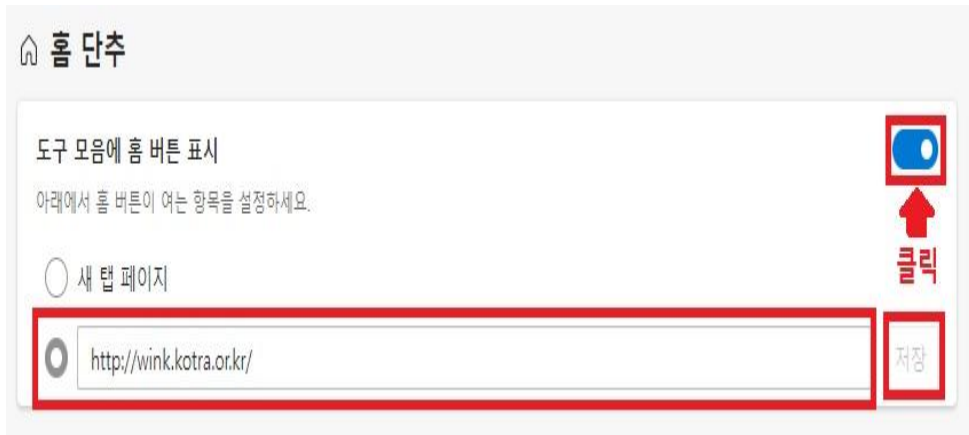 홈 단추
도구 모음에 홈 버튼 표시
아래에서 홈 버튼이 여는 항목을 설정하세요.
클릭
새 탭 페이지
http://wink.kotra.or.kr/
저장